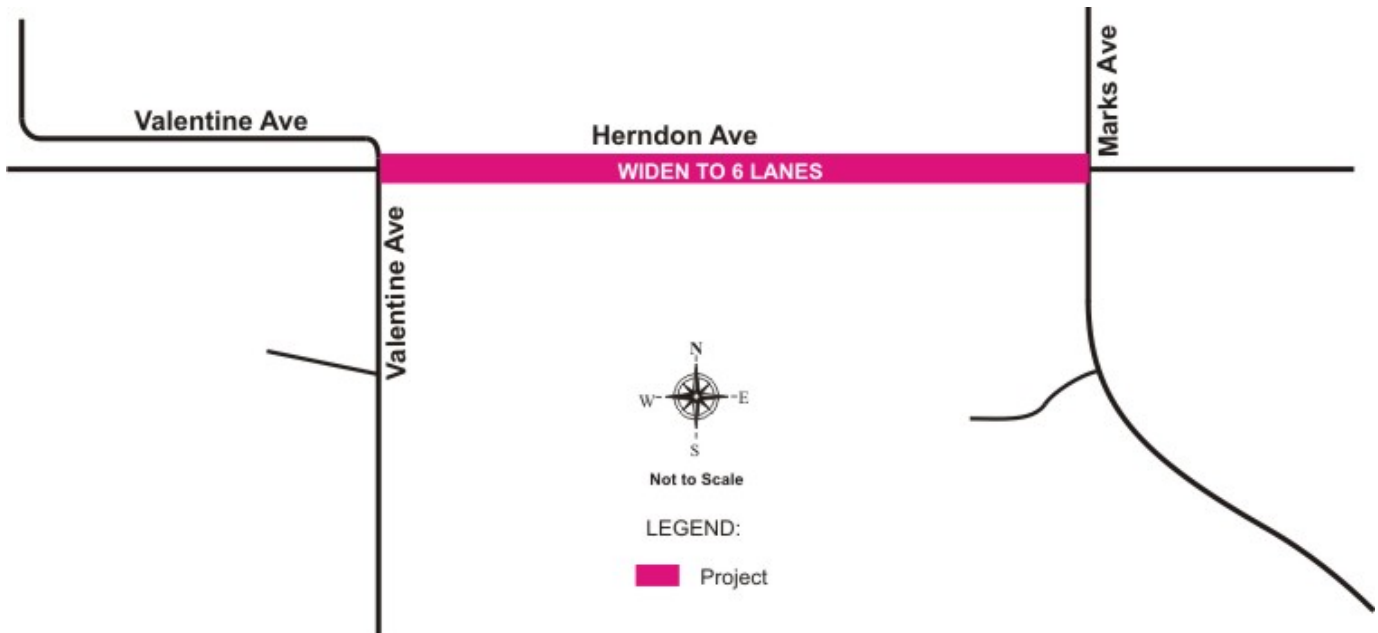 Marks Ave
Valentine Ave
Herndon Ave
WIDEN TO 6 LANES
Valentine Ave
N
W
E
S
Not to Scale
LEGEND:
Project